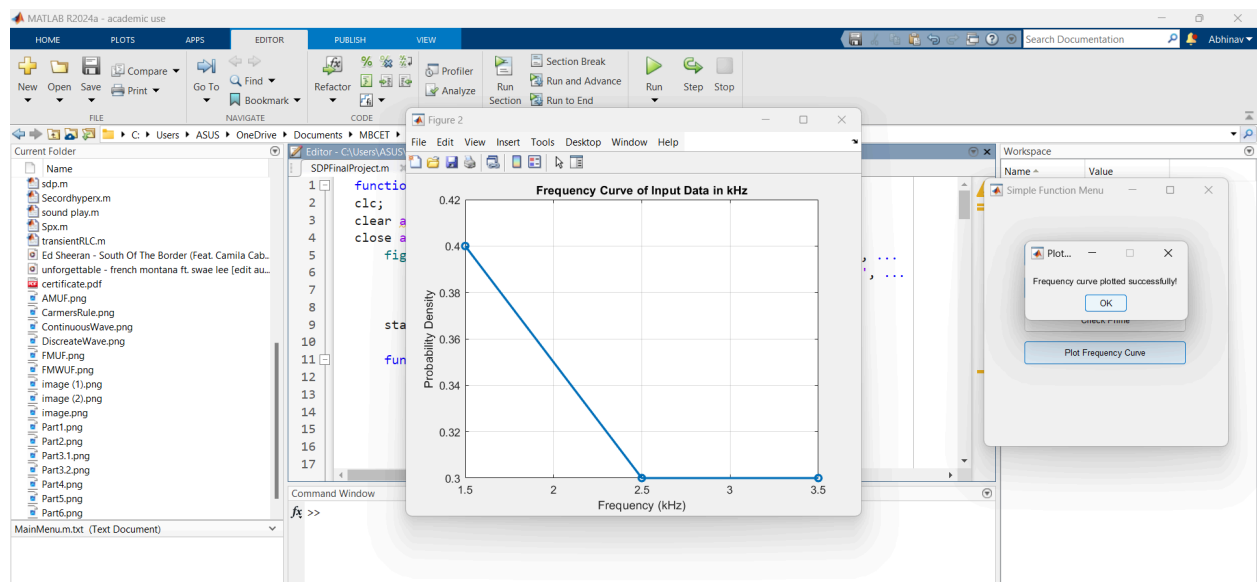 MATLAB R2024a - academic use
HOME PLOTS APPS EDITOR PUBLISH VIEW Search Documentation Abhinav
New Open Save Compare Print Go To Find Bookmark Refactor Profiler Analyze Run Section Section Break Run and Advance Run to End Run Step Stop
FILE NAVIGATE CODE
C: Users ASUS OneDrive Documents MBCET
Current Folder
Name
sdp.m
Secordhyperx.m
sound play.m
Spx.m
transientRLC.m
Ed Sheeran - South Of The Border (Feat. Camila Cab..
unforgettable - french montana ft. swae lee [edit au...
certificate.pdf
AMUF.png
CarmersRule.png
ContinuousWave.png
DiscreateWave.png
FMUF.png
FMWUF.png
image (1).png
image (2).png
image.png
Part1.png
Part2.png
Part3.1.png
Part3.2.png
Part4.png
Part5.png
Part6.png
MainMenu.m.txt (Text Document)
Editor - C:\Users\ASUS\
SDPFinalProject.m
1 functio
2 clc;
3 clear a
4 close a
5 fig , ...
6 ', ...
7
8
9 sta
10
11 fun
12
13
14
15
16
17
Command Window
fx >>
Figure 2
File Edit View Insert Tools Desktop Window Help
Frequency Curve of Input Data in kHz
Probability Density
0.42
0.4
0.38
0.36
0.34
0.32
0.3
1.5 2 2.5 3 3.5
Frequency (kHz)
Workspace
Name Value
Simple Function Menu
Plot...
Frequency curve plotted successfully!
OK
Check Prime
Plot Frequency Curve